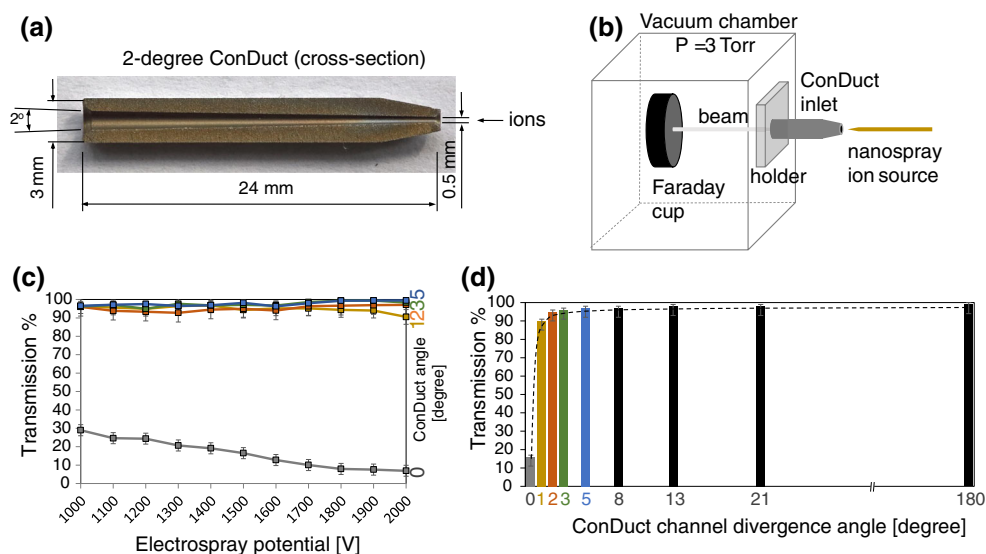 (a)
2-degree ConDuct (cross-section)
2º
3 mm
24 mm
0.5 mm
ions
(b)
Vacuum chamber
P =3 Torr
ConDuct
inlet
beam
nanospray
ion source
holder
Faraday
cup
(c)
100
90
80
70
60
50
40
30
20
10
0
Transmission %
1000
1100
1200
1300
1400
1500
1600
1700
1800
1900
2000
Electrospray potential [V]
0
1 2 3 5
ConDuct angle
[degree]
(d)
100
90
80
70
60
50
40
30
20
10
0
Transmission %
0 1 2 3 5 8 13 21 180
ConDuct channel divergence angle [degree]